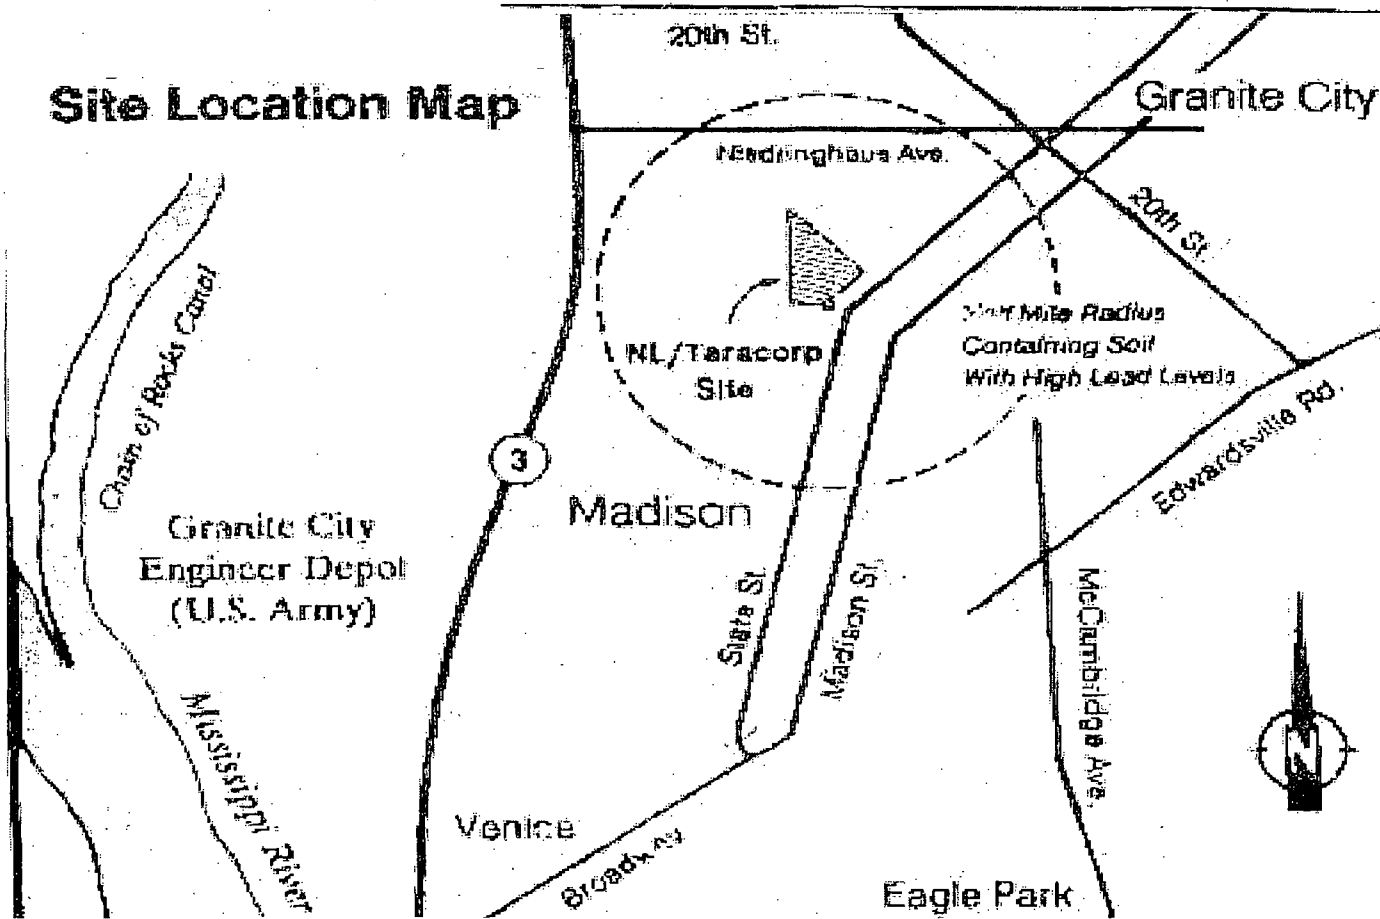 20th St.
Site Location Map
Granite City
Niedringhaus Ave.
20th St.
Chain of Rocks Canal
Half Mile Radius
Containing Soil
With High Lead Levels
NL/Taracorp
Site
Edwardsville Rd.
3
Madison
Granite City
Engineer Depot
(U.S. Army)
State St.
Madison St.
McCambridge Ave.
Mississippi River
N
Venice
Broadway
Eagle Park